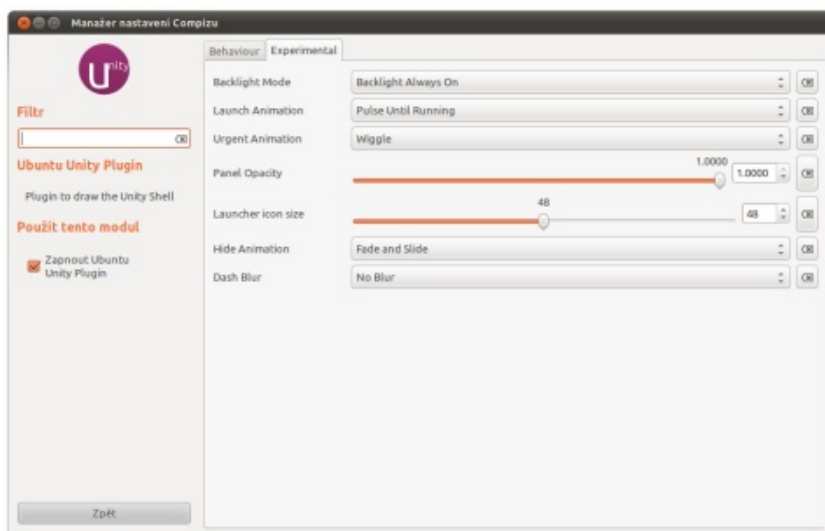 Manažer nastavení Compizu
Unity
Filtr
Ubuntu Unity Plugin
Plugin to draw the Unity Shell
Použít tento modul
Zapnout Ubuntu
Unity Plugin
Zpět
Behaviour Experimental
Backlight Mode Backlight Always On
Launch Animation Pulse Until Running
Urgent Animation Wiggle
Panel Opacity 1.0000 1.0000
Launcher icon size 48 48
Hide Animation Fade and Slide
Dash Blur No Blur